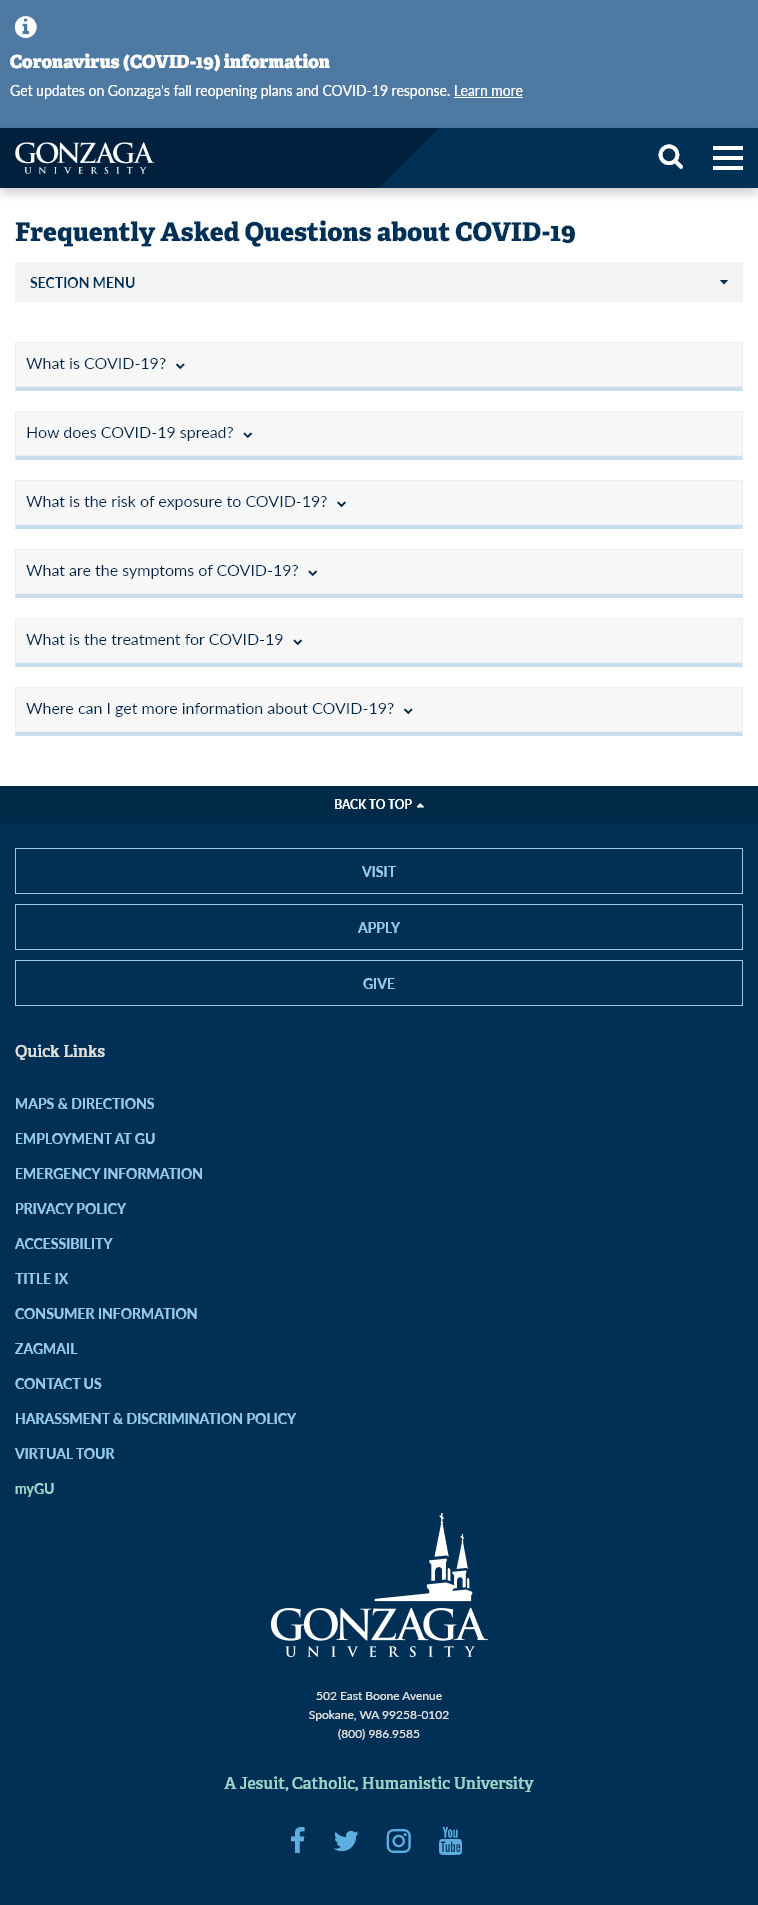 Coronavirus (COVID-19) information
Get updates on Gonzaga's fall reopening plans and COVID-19 response. Learn more
GONZAGA
UNIVERSITY
Frequently Asked Questions about COVID-19
SECTION MENU
What is COVID-19?
How does COVID-19 spread?
What is the risk of exposure to COVID-19?
What are the symptoms of COVID-19?
What is the treatment for COVID-19
Where can I get more information about COVID-19?
BACK TO TOP
VISIT
APPLY
GIVE
Quick Links
MAPS & DIRECTIONS
EMPLOYMENT AT GU
EMERGENCY INFORMATION
PRIVACY POLICY
ACCESSIBILITY
TITLE IX
CONSUMER INFORMATION
ZAGMAIL
CONTACT US
HARASSMENT & DISCRIMINATION POLICY
VIRTUAL TOUR
myGU
GONZAGA
UNIVERSITY
502 East Boone Avenue
Spokane, WA 99258-0102
(800) 986.9585
A Jesuit, Catholic, Humanistic University
You
Tube